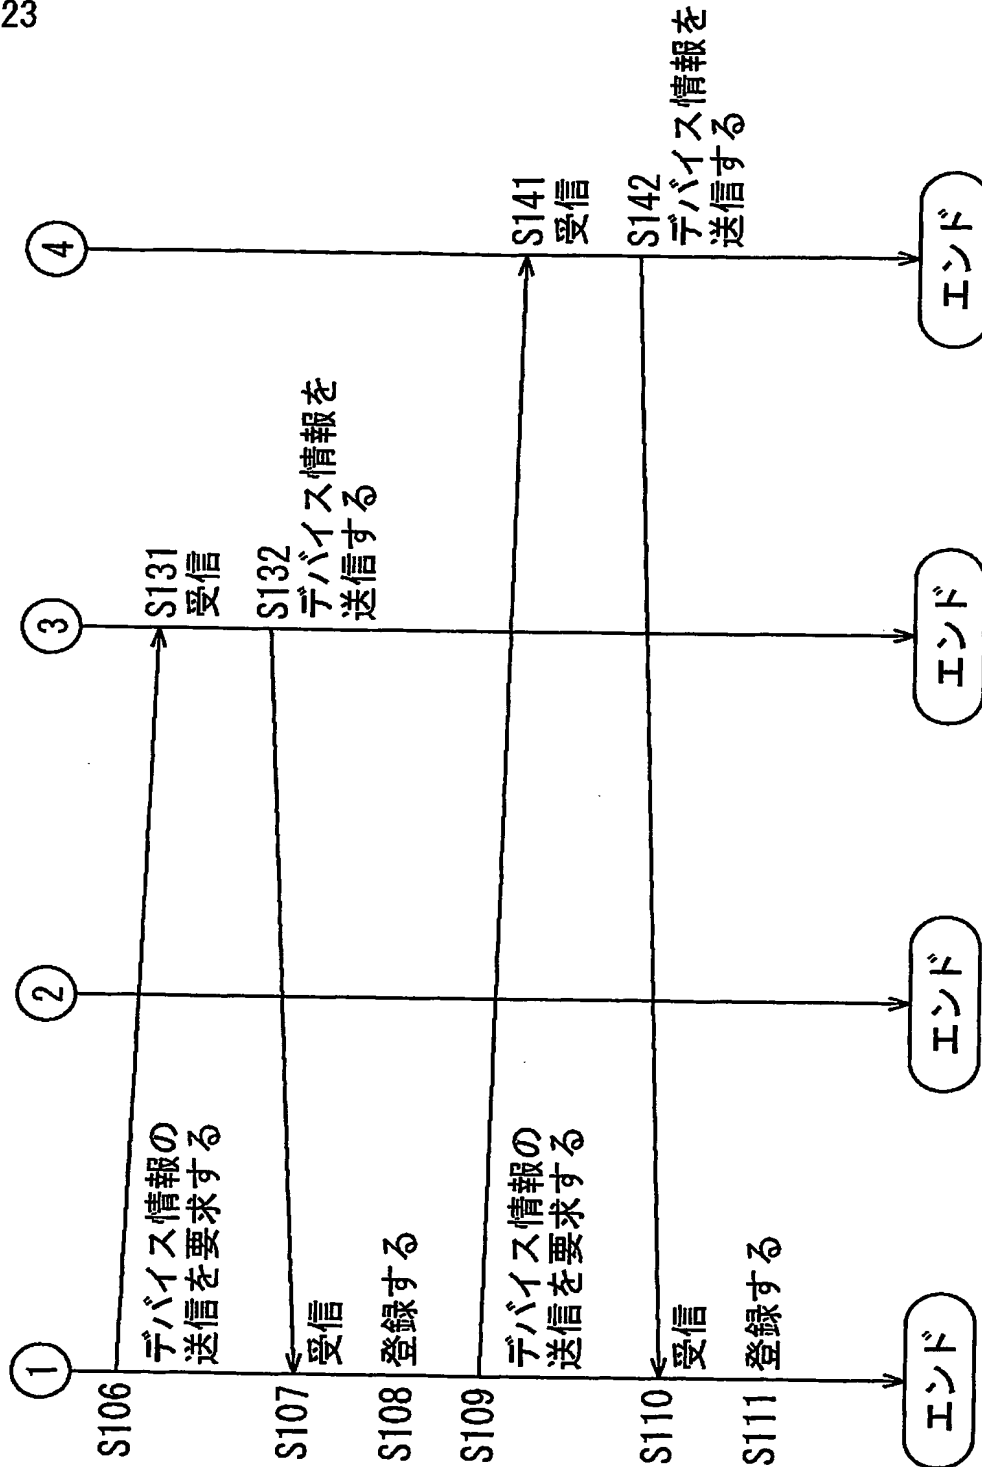 23
①
②
③
④
S106
デバイス情報の
送信を要求する
S131
受信
S132
デバイス情報を
送信する
S107
受信
S108
登録する
S109
デバイス情報の
送信を要求する
S141
受信
S142
デバイス情報を
送信する
S110
受信
S111
登録する
エンド
エンド
エンド
エンド